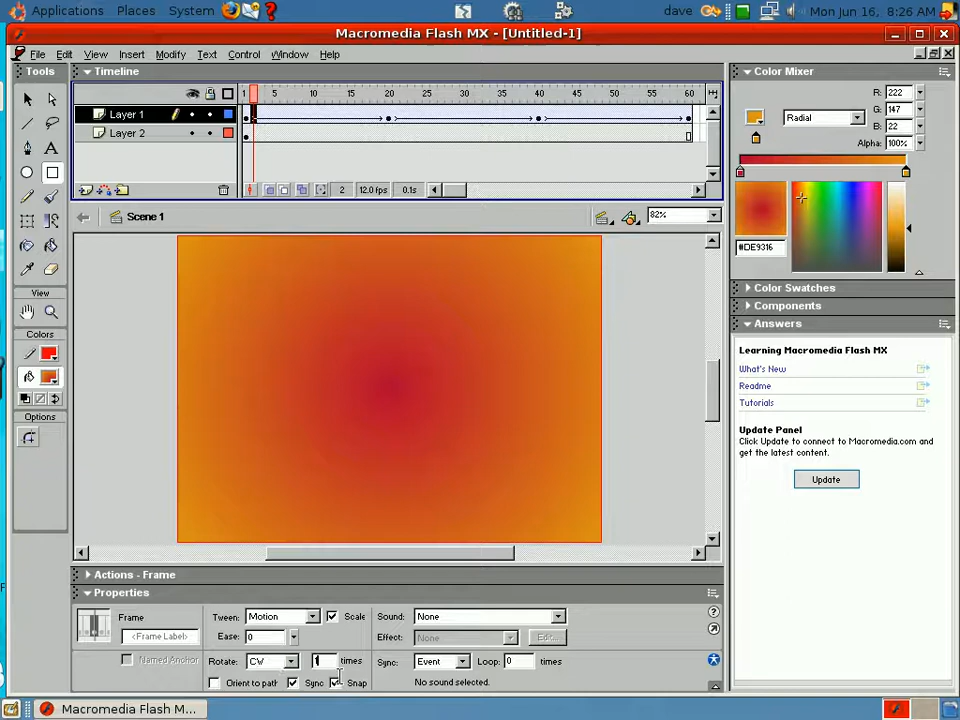 Applications Places System dave Mon Jun 16, 8:26 AM
Macromedia Flash MX - [Untitled-1]
File Edit View Insert Modify Text Control Window Help
Tools
Timeline
1 5 10 15 20 25 30 35 40 45 50 55 60 65
Layer 1
Layer 2
2 12.0 fps 0.1s
Scene 1
82%
View
Colors
Options
Color Mixer
R: 222
Radial
G: 147
B: 22
Alpha: 100%
#DE9316
Color Swatches
Components
Answers
Learning Macromedia Flash MX
What's New
Readme
Tutorials
Update Panel
Click Update to connect to Macromedia.com and
get the latest content.
Update
Actions - Frame
Properties
Frame
<Frame Label>
Named Anchor
Tween: Motion Scale
Ease: 0
Rotate: CW 1 times
Orient to path Sync Snap
Sound: None
Effect: None Edit...
Sync: Event Loop: 0 times
No sound selected.
Macromedia Flash M...